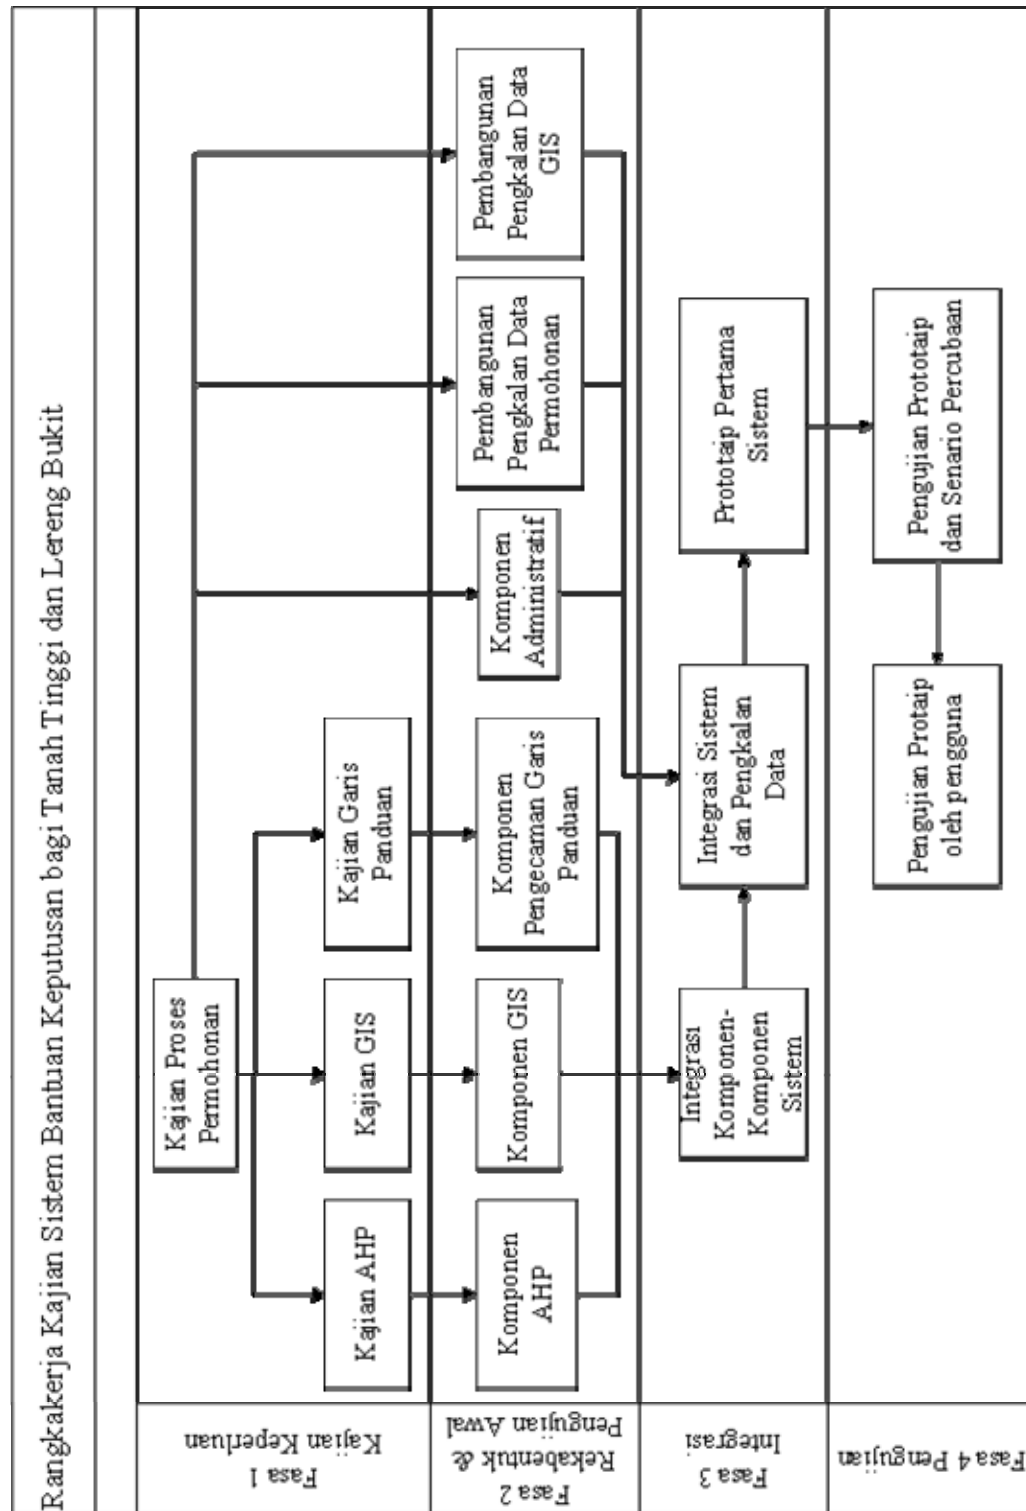 Rangkakerja Kajian Sistem Bantuan Keputusan bagi Tanah Tinggi dan Lereng Bukit
Fasa 1
Kajian Keperluan
Kajian Proses
Permohonan
Kajian AHP
Kajian GIS
Kajian Garis
Panduan
Fasa 2
Rekabentuk &
Pengujian Awal
Komponen
AHP
Komponen GIS
Komponen
Pengecaman Garis
Panduan
Komponen
Administratif
Pembangunan
Pengkalan Data
Permohonan
Pembangunan
Pengkalan Data
GIS
Fasa 3
Integrasi
Integrasi
Komponen-
Komponen
Sistem
Integrasi Sistem
dan Pengkalan
Data
Prototaip Pertama
Sistem
Fasa 4 Pengujian
Pengujian Protaip
oleh pengguna
Pengujian Prototaip
dan Senario Percubaan